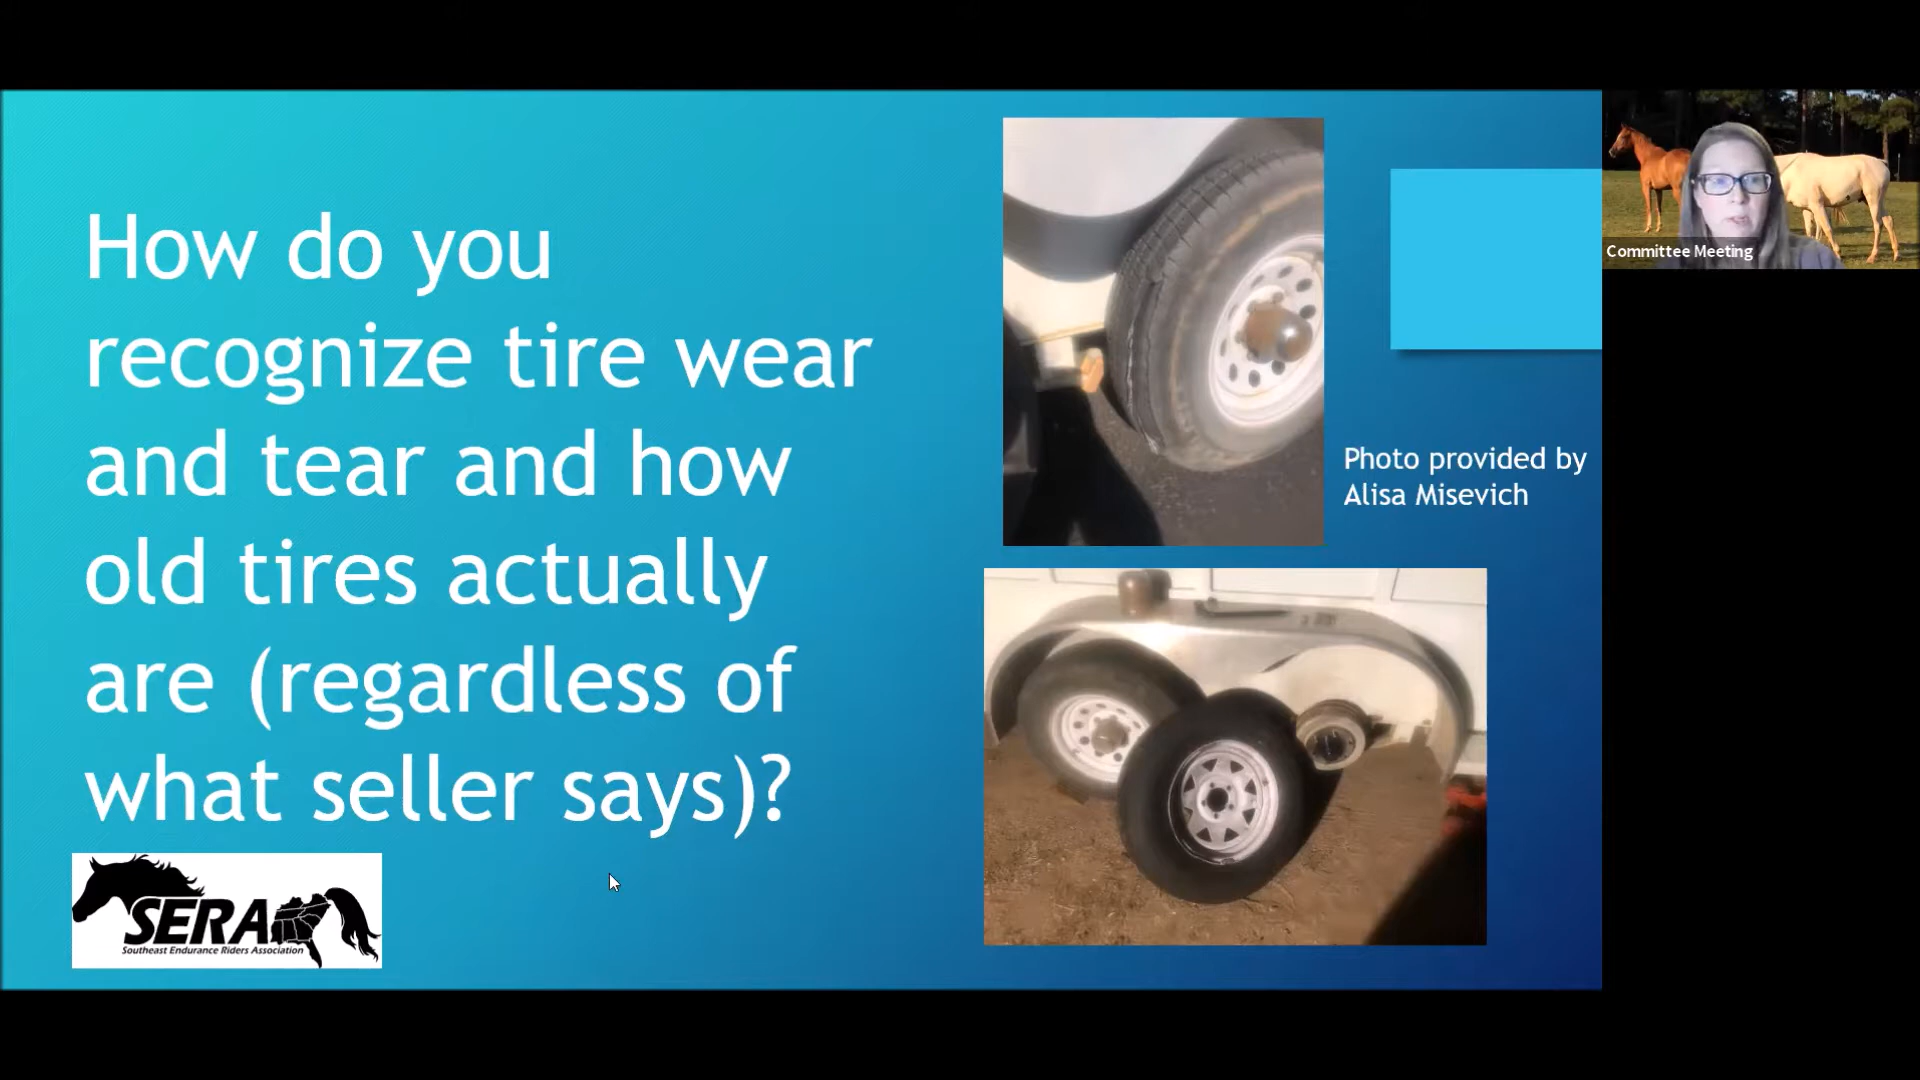 How do you
recognize tire wear
and tear and how
old tires actually
are (regardless of
what seller says)?
Photo provided by
Alisa Misevich
Committee Meeting
SERA
Southeast Endurance Riders Association